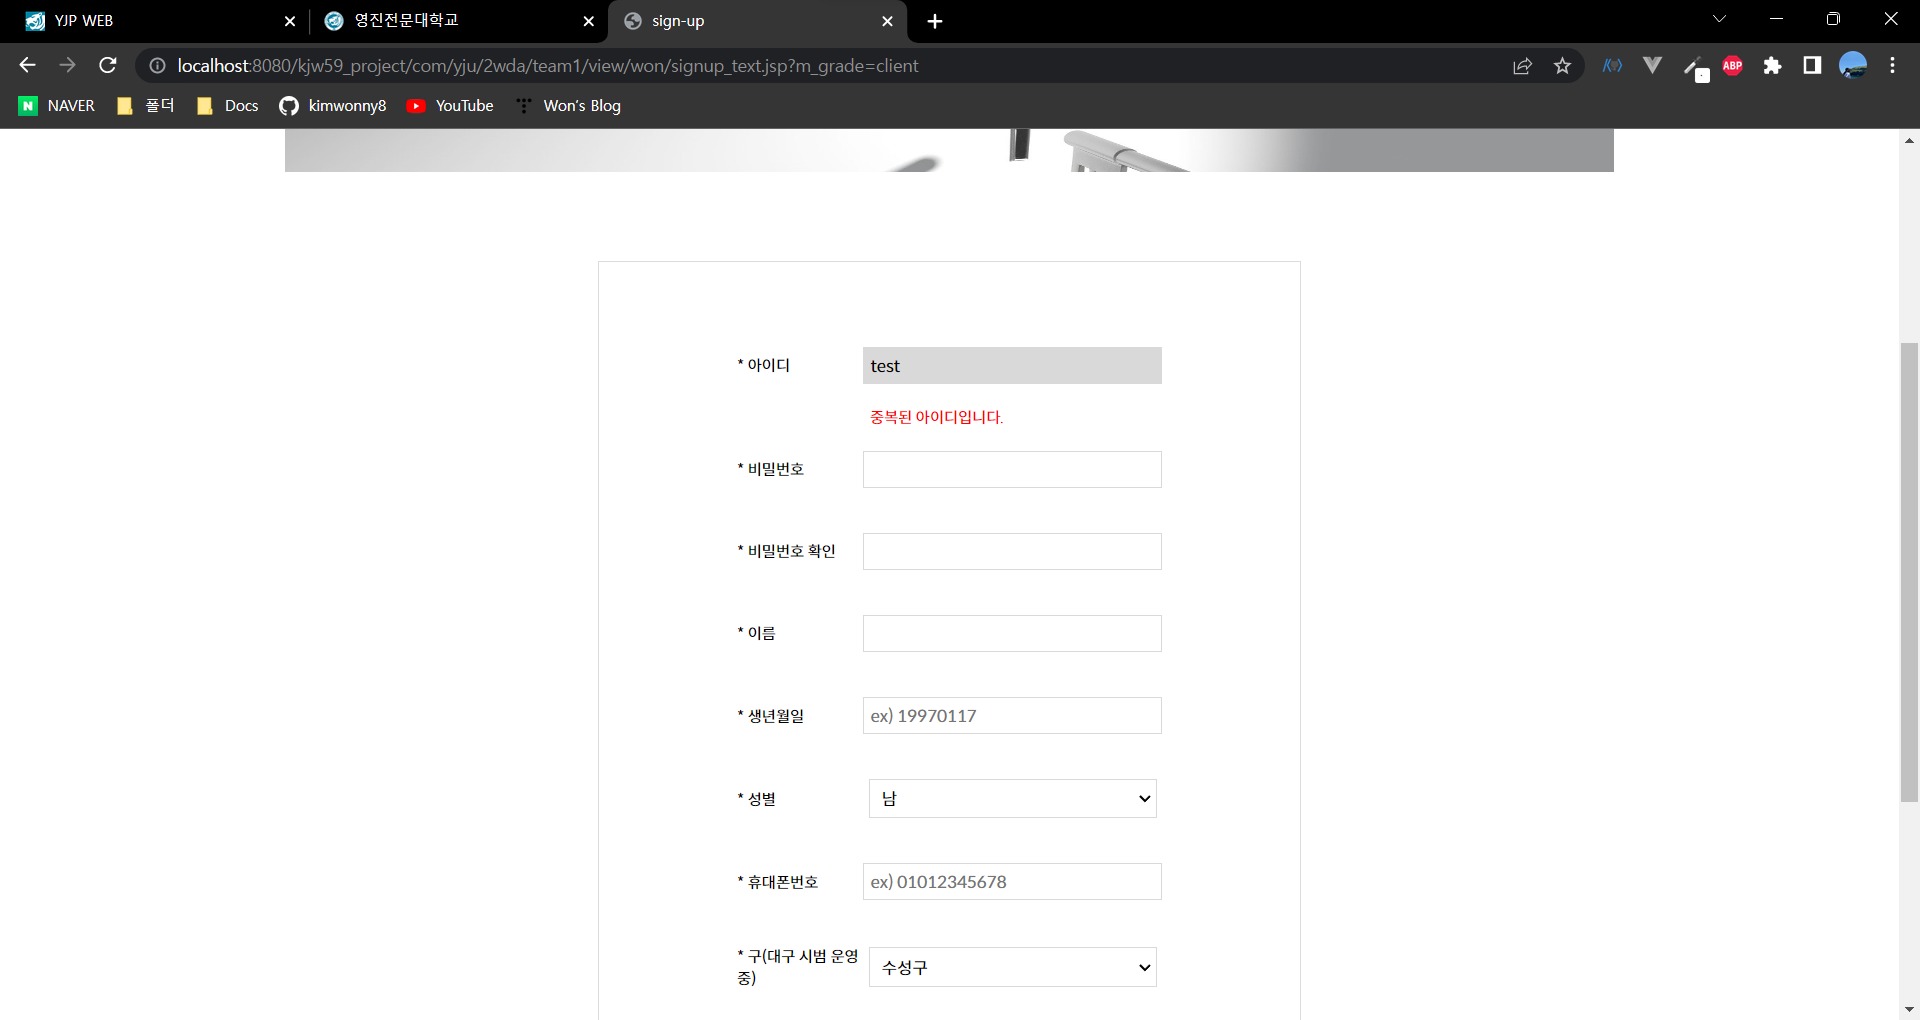 YJP WEB
영진전문대학교
sign-up
localhost:8080/kjw59_project/com/yju/2wda/team1/view/won/signup_text.jsp?m_grade=client
ABP
N NAVER
폴더
Docs
kimwonny8
YouTube
Won's Blog
* 아이디
test
중복된 아이디입니다.
* 비밀번호
* 비밀번호 확인
* 이름
* 생년월일
ex) 19970117
* 성별
남
* 휴대폰번호
ex) 01012345678
* 구(대구 시범 운영
중)
수성구